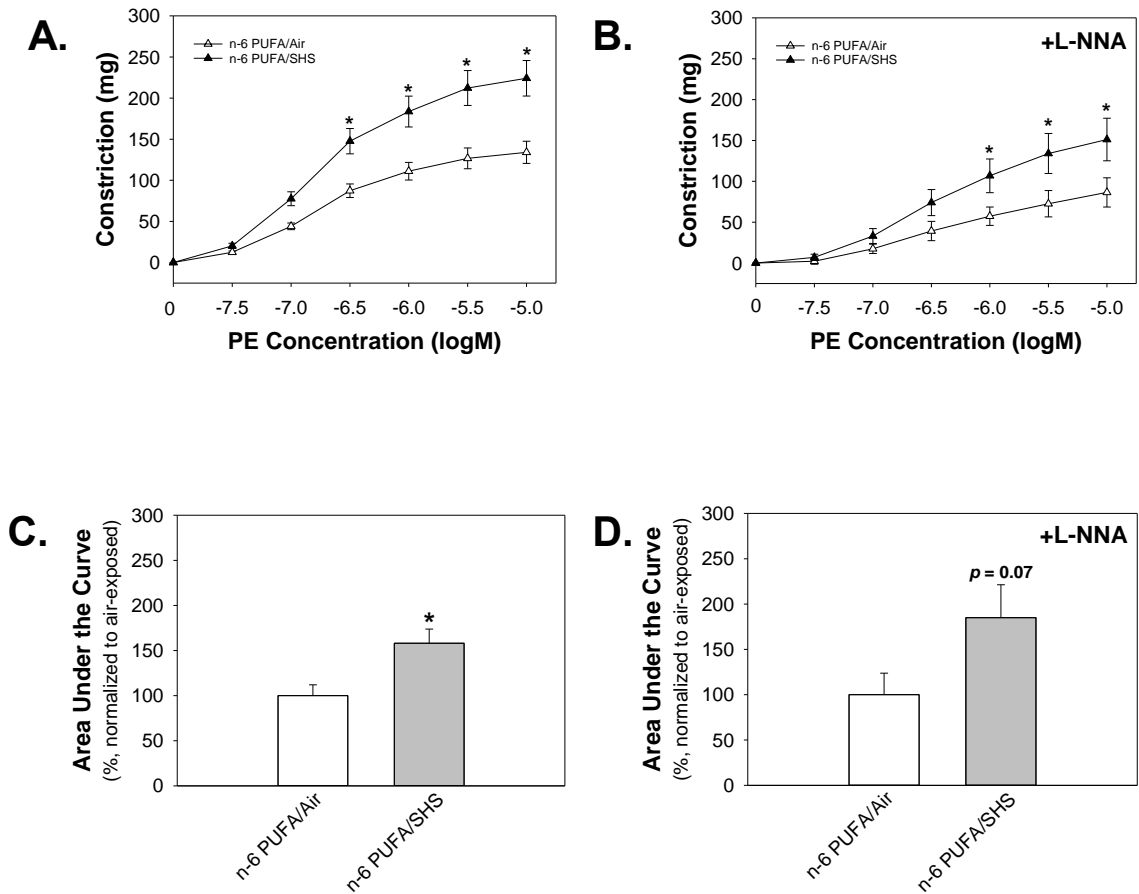 A.
300
250
200
150
100
50
0
Constriction (mg)
n-6 PUFA/Air
n-6 PUFA/SHS
*
*
*
*
0 -7.5 -7.0 -6.5 -6.0 -5.5 -5.0
PE Concentration (logM)
B.
+L-NNA
300
250
200
150
100
50
0
Constriction (mg)
n-6 PUFA/Air
n-6 PUFA/SHS
*
*
*
0 -7.5 -7.0 -6.5 -6.0 -5.5 -5.0
PE Concentration (logM)
C.
300
250
200
150
100
50
0
Area Under the Curve
(%, normalized to air-exposed)
*
n-6 PUFA/Air
n-6 PUFA/SHS
D.
+L-NNA
300
250
200
150
100
50
0
Area Under the Curve
(%, normalized to air-exposed)
p = 0.07
n-6 PUFA/Air
n-6 PUFA/SHS